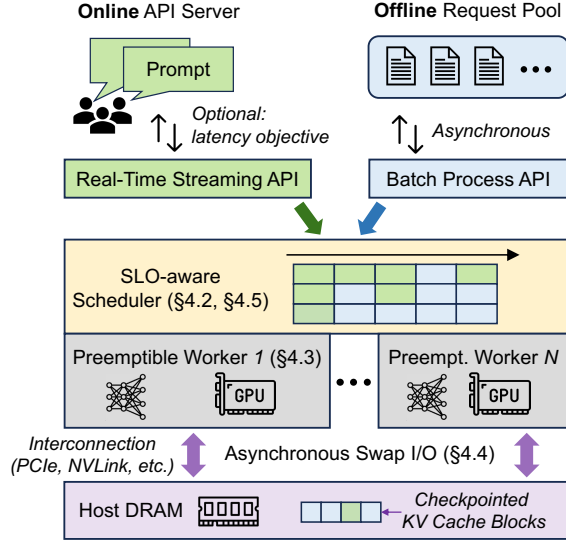 Online API Server
Offline Request Pool
Prompt
Optional:
latency objective
Asynchronous
Real-Time Streaming API
Batch Process API
SLO-aware
Scheduler (§4.2, §4.5)
Preemptible Worker 1 (§4.3)
Preempt. Worker N
GPU
GPU
Interconnection
(PCIe, NVLink, etc.)
Asynchronous Swap I/O (§4.4)
Host DRAM
Checkpointed
KV Cache Blocks